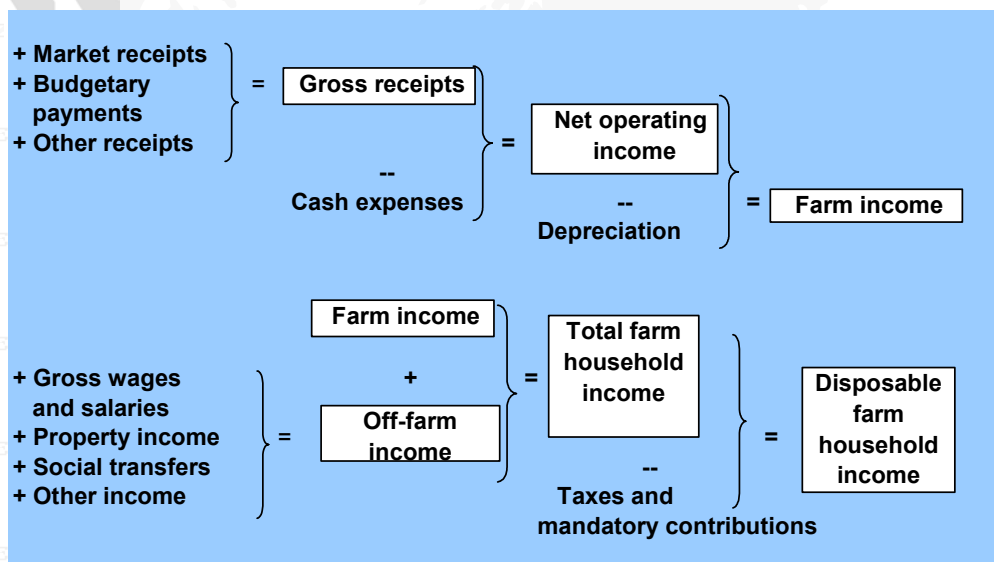 + Market receipts
+ Budgetary
payments
+ Other receipts
=
Gross receipts
--
Cash expenses
=
Net operating
income
--
Depreciation
=
Farm income
+ Gross wages
and salaries
+ Property income
+ Social transfers
+ Other income
=
Farm income
+
Off-farm
income
=
Total farm
household
income
--
Taxes and
mandatory contributions
=
Disposable
farm
household
income